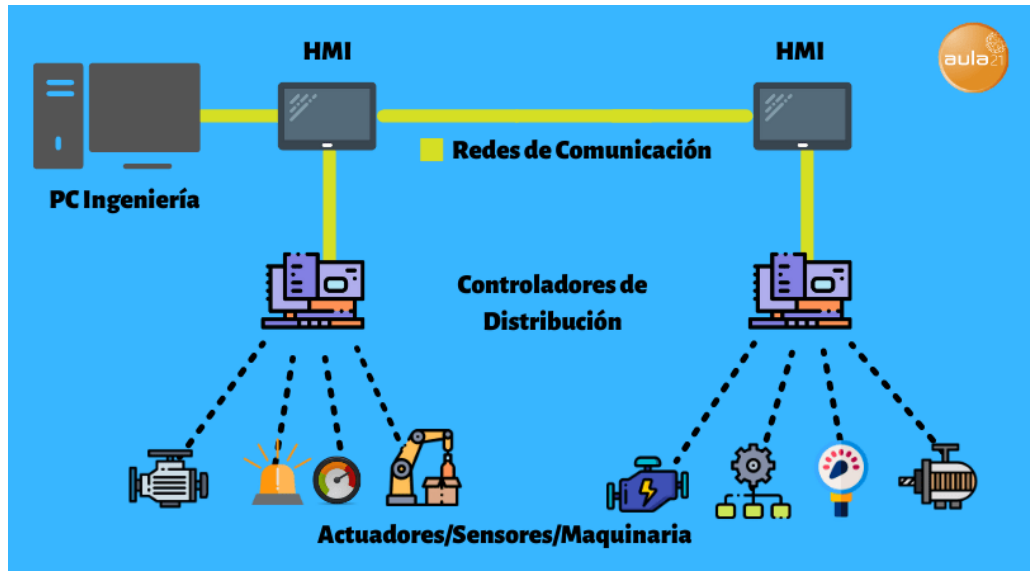 HMI
HMI
aula21
PC Ingeniería
Redes de Comunicación
Controladores de
Distribución
Actuadores/Sensores/Maquinaria